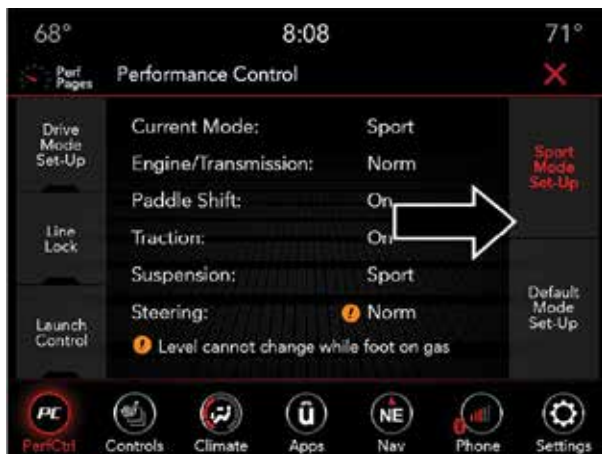 68° 8:08 71°
Perf Pages Performance Control
Drive Mode Set-Up
Line Lock
Launch Control
Current Mode: Sport
Engine/Transmission: Norm
Paddle Shift: On
Traction: On
Suspension: Sport
Steering: ! Norm
! Level cannot change while foot on gas
Sport Mode Set-Up
Default Mode Set-Up
PC NE
PerfCtrl Controls Climate Apps Nav Phone Settings